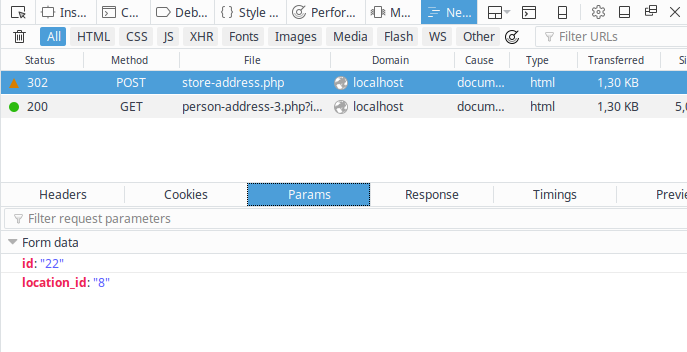 Ins… C… Deb… Style … Perfor… M… Ne…
All HTML CSS JS XHR Fonts Images Media Flash WS Other Filter URLs
Status Method File Domain Cause Type Transferred Si
302 POST store-address.php localhost docum… html 1,30 KB
200 GET person-address-3.php?i… localhost docum… html 1,30 KB 5,0
Headers Cookies Params Response Timings Previe
Filter request parameters
Form data
id: "22"
location_id: "8"